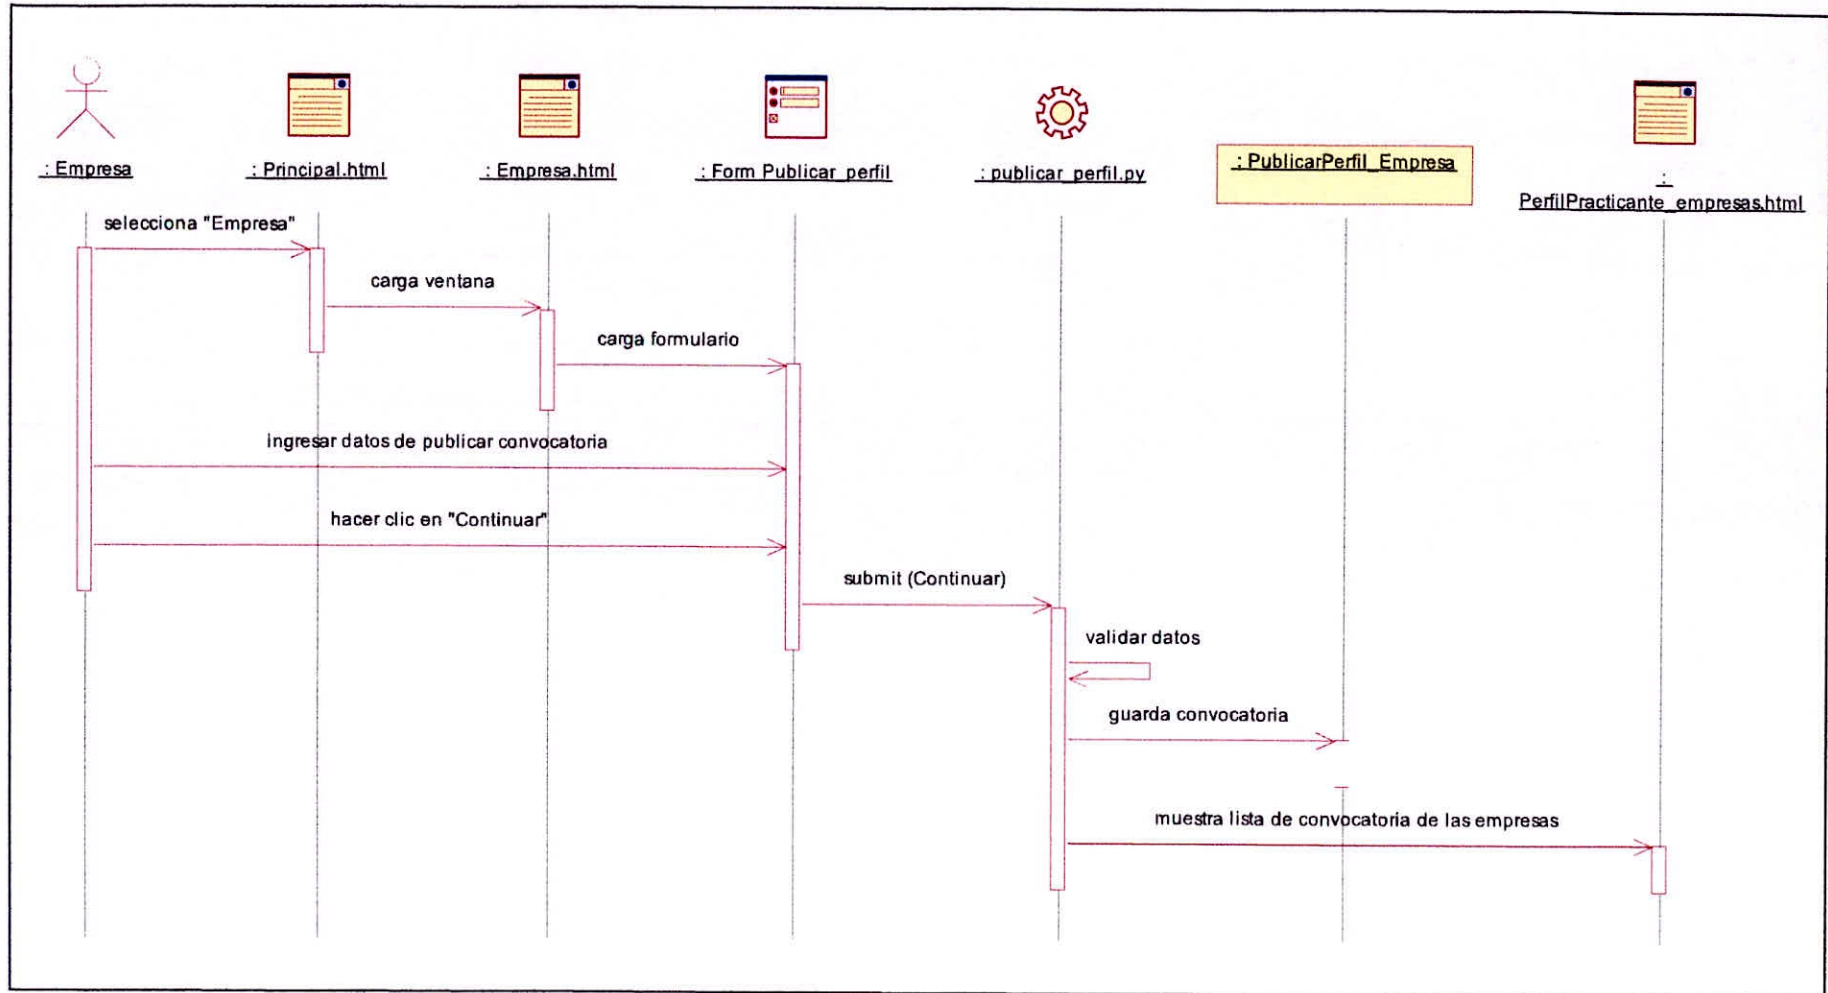 : Empresa
: Principal.html
: Empresa.html
: Form Publicar_perfil
: publicar_perfil.py
: PublicarPerfil_Empresa
:
PerfilPracticante_empresas.html
selecciona "Empresa"
carga ventana
carga formulario
ingresar datos de publicar convocatoria
hacer clic en "Continuar"
submit (Continuar)
validar datos
guarda convocatoria
muestra lista de convocatoria de las empresas